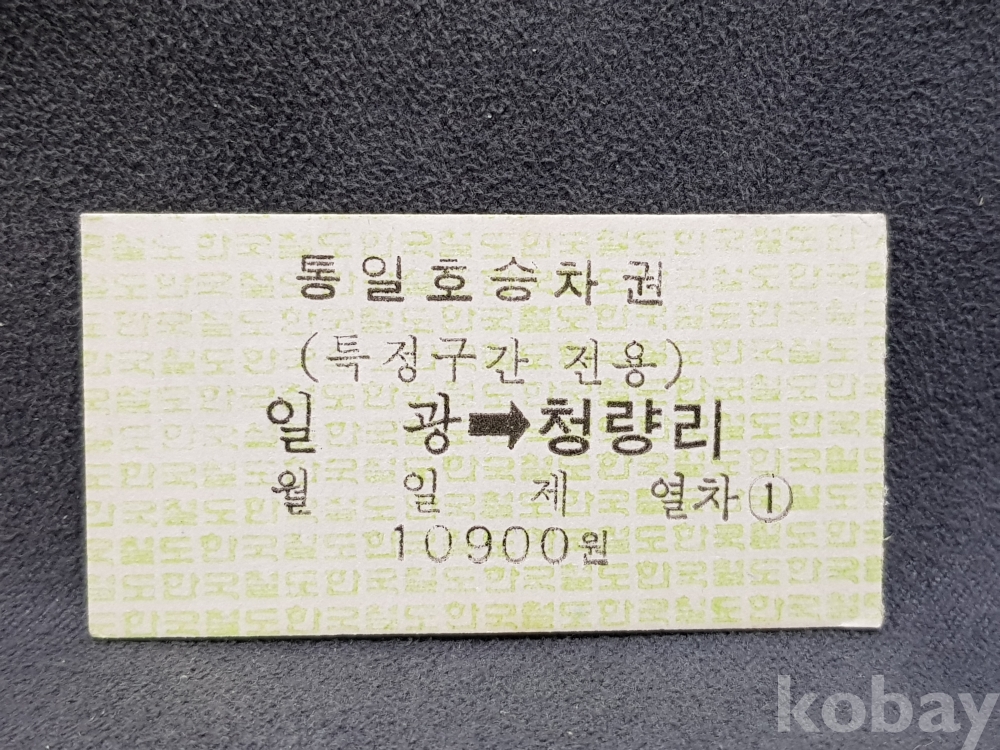 통일호승차권
(특정구간 전용)
일 광➡청량리
월 일 제 열차①
10900원
kobay